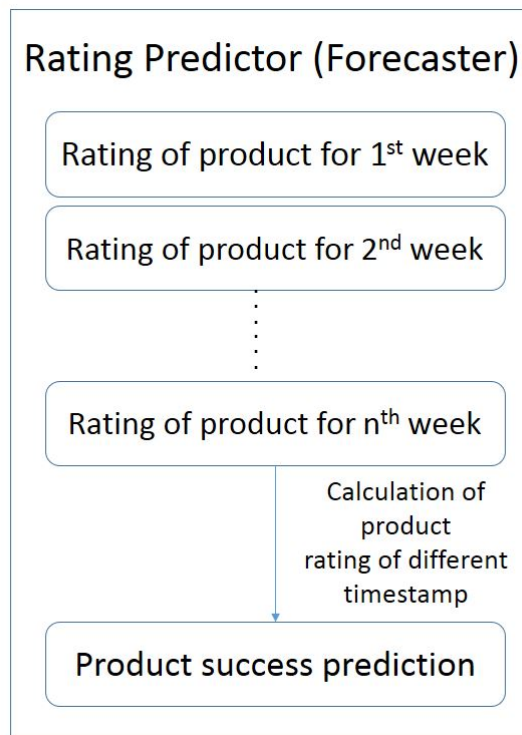 Rating Predictor (Forecaster)
Rating of product for 1st week
Rating of product for 2nd week
Rating of product for nth week
Calculation of
product
rating of different
timestamp
Product success prediction